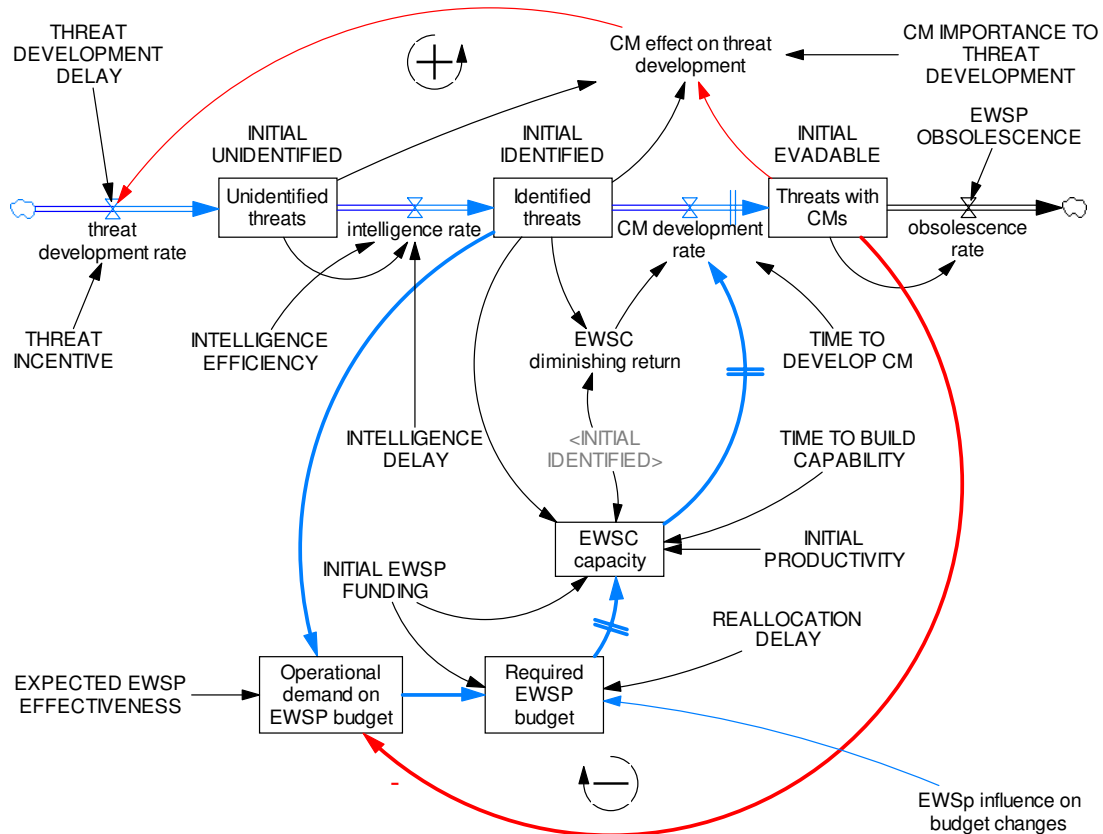 THREAT
DEVELOPMENT
DELAY
CM effect on threat
development
CM IMPORTANCE TO
THREAT
DEVELOPMENT
INITIAL
UNIDENTIFIED
INITIAL
IDENTIFIED
INITIAL
EVADABLE
EWSP
OBSOLESCENCE
Unidentified
threats
Identified
threats
Threats with
CMs
threat
development rate
intelligence rate
CM development
rate
obsolescence
rate
THREAT
INCENTIVE
INTELLIGENCE
EFFICIENCY
EWSC
diminishing return
TIME TO
DEVELOP CM
INTELLIGENCE
DELAY
<INITIAL
IDENTIFIED>
TIME TO BUILD
CAPABILITY
EWSC
capacity
INITIAL
PRODUCTIVITY
INITIAL EWSP
FUNDING
REALLOCATION
DELAY
EXPECTED EWSP
EFFECTIVENESS
Operational
demand on
EWSP budget
Required
EWSP
budget
-
EWSp influence on
budget changes